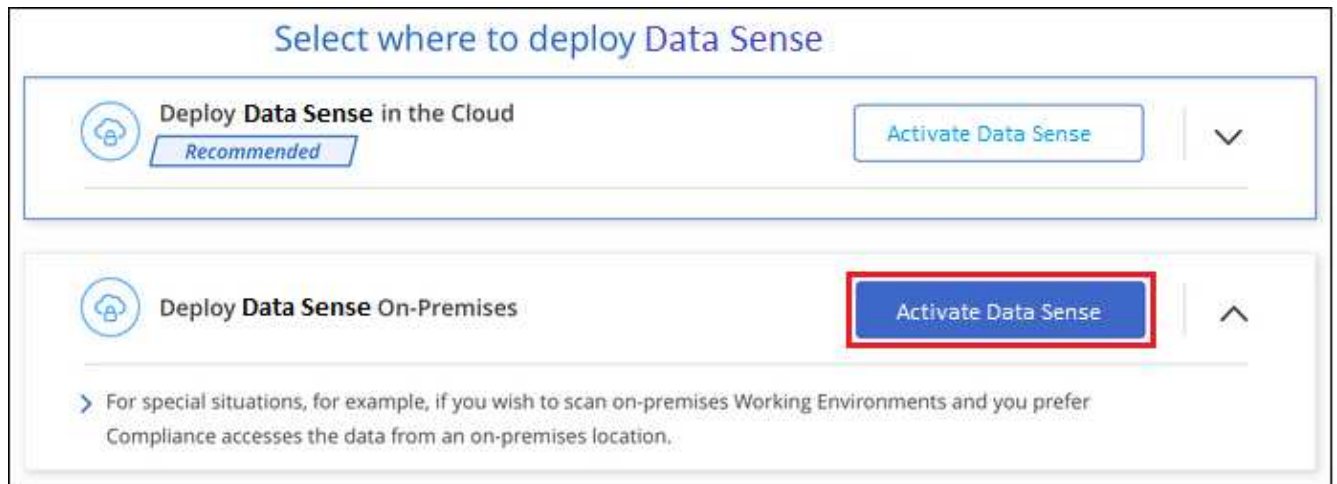 Select where to deploy Data Sense
Deploy Data Sense in the Cloud
Recommended
Activate Data Sense
Deploy Data Sense On-Premises
Activate Data Sense
For special situations, for example, if you wish to scan on-premises Working Environments and you prefer
Compliance accesses the data from an on-premises location.